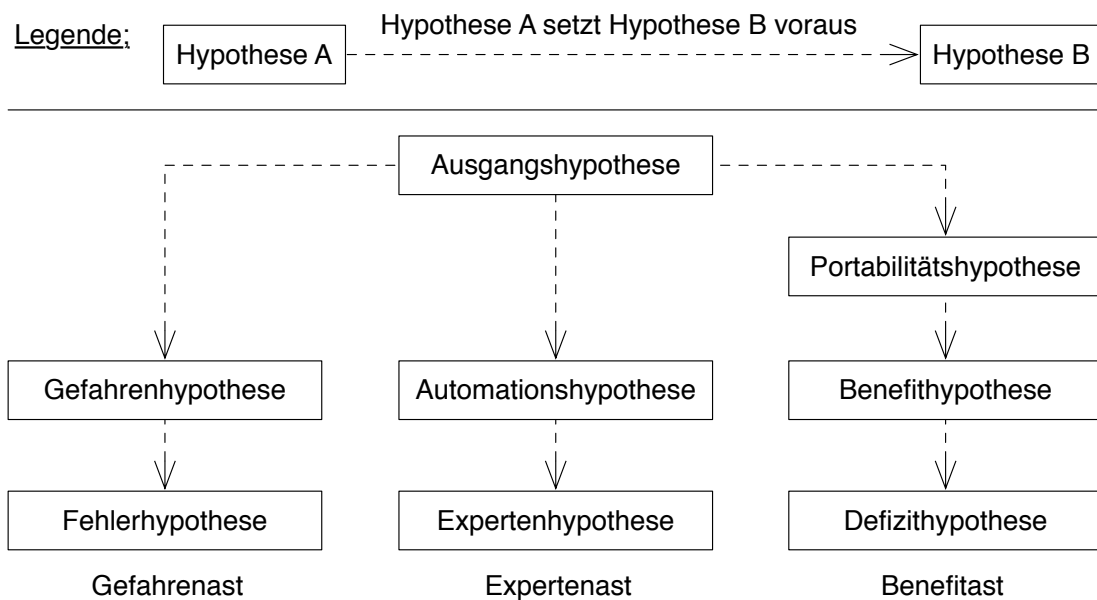 Legende;
Hypothese A setzt Hypothese B voraus
Hypothese A
Hypothese B
Ausgangshypothese
Portabilitätshypothese
Gefahrenhypothese
Automationshypothese
Benefithypothese
Fehlerhypothese
Expertenhypothese
Defizithypothese
Gefahrenast
Expertenast
Benefitast